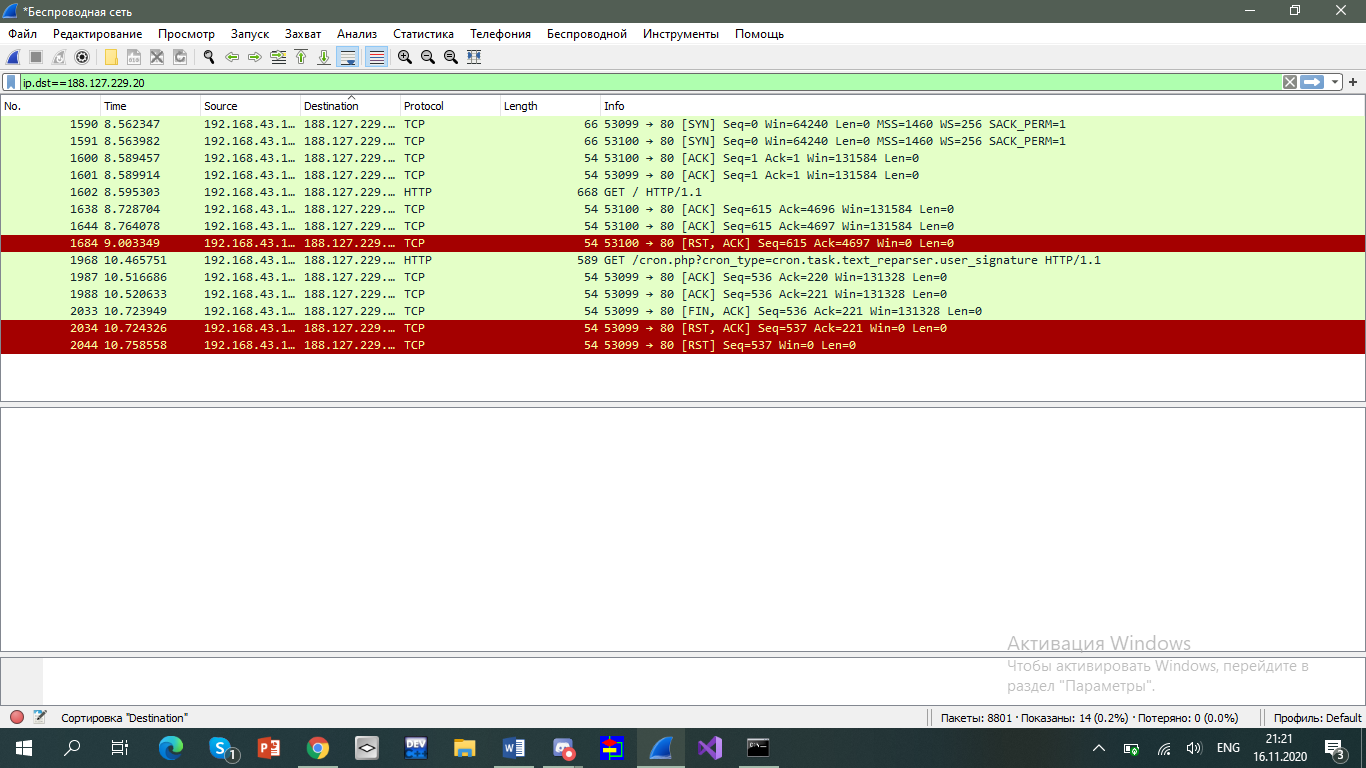 *Беспроводная сеть
Файл Редактирование Просмотр Запуск Захват Анализ Статистика Телефония Беспроводной Инструменты Помощь
ip.dst==188.127.229.20
No. Time Source Destination Protocol Length Info
1590 8.562347 192.168.43.1… 188.127.229.… TCP 66 53099 → 80 [SYN] Seq=0 Win=64240 Len=0 MSS=1460 WS=256 SACK_PERM=1
1591 8.563982 192.168.43.1… 188.127.229.… TCP 66 53100 → 80 [SYN] Seq=0 Win=64240 Len=0 MSS=1460 WS=256 SACK_PERM=1
1600 8.589457 192.168.43.1… 188.127.229.… TCP 54 53100 → 80 [ACK] Seq=1 Ack=1 Win=131584 Len=0
1601 8.589914 192.168.43.1… 188.127.229.… TCP 54 53099 → 80 [ACK] Seq=1 Ack=1 Win=131584 Len=0
1602 8.595303 192.168.43.1… 188.127.229.… HTTP 668 GET / HTTP/1.1
1638 8.728704 192.168.43.1… 188.127.229.… TCP 54 53100 → 80 [ACK] Seq=615 Ack=4696 Win=131584 Len=0
1644 8.764078 192.168.43.1… 188.127.229.… TCP 54 53100 → 80 [ACK] Seq=615 Ack=4697 Win=131584 Len=0
1684 9.003349 192.168.43.1… 188.127.229.… TCP 54 53100 → 80 [RST, ACK] Seq=615 Ack=4697 Win=0 Len=0
1968 10.465751 192.168.43.1… 188.127.229.… HTTP 589 GET /cron.php?cron_type=cron.task.text_reparser.user_signature HTTP/1.1
1987 10.516686 192.168.43.1… 188.127.229.… TCP 54 53099 → 80 [ACK] Seq=536 Ack=220 Win=131328 Len=0
1988 10.520633 192.168.43.1… 188.127.229.… TCP 54 53099 → 80 [ACK] Seq=536 Ack=221 Win=131328 Len=0
2033 10.723949 192.168.43.1… 188.127.229.… TCP 54 53099 → 80 [FIN, ACK] Seq=536 Ack=221 Win=131328 Len=0
2034 10.724326 192.168.43.1… 188.127.229.… TCP 54 53099 → 80 [RST, ACK] Seq=537 Ack=221 Win=0 Len=0
2044 10.758558 192.168.43.1… 188.127.229.… TCP 54 53099 → 80 [RST] Seq=537 Win=0 Len=0
Активация Windows
Чтобы активировать Windows, перейдите в
раздел "Параметры".
Сортировка "Destination" Пакеты: 8801 · Показаны: 14 (0.2%) · Потеряно: 0 (0.0%) Профиль: Default
S 1 P DEV W ENG 21:21
16.11.2020 3